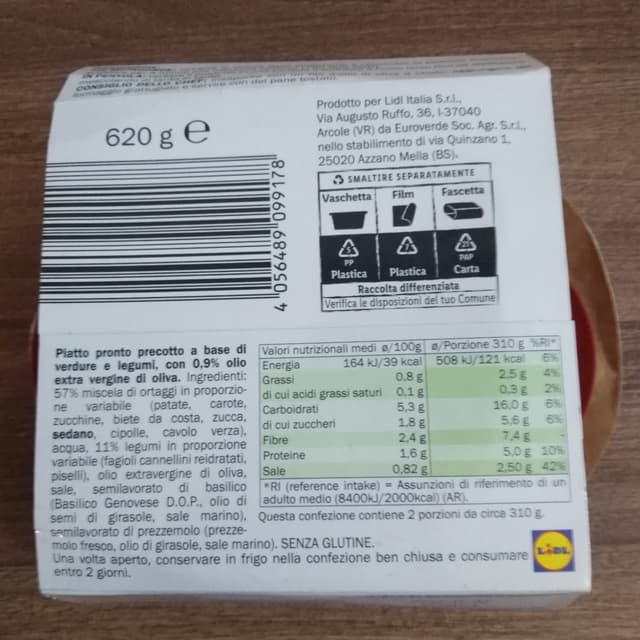 CONSIGLIO DELLO CHEF:
620 g e
4 056489 099178
Prodotto per Lidl Italia S.r.l.,
Via Augusto Ruffo, 36, I-37040
Arcole (VR) da Euroverde Soc. Agr. S.r.l.,
nello stabilimento di via Quinzano 1,
25020 Azzano Mella (BS).
SMALTIRE SEPARATAMENTE
Vaschetta Film Fascetta
5 7 21
PP PAP
Plastica Plastica Carta
Raccolta differenziata
Verifica le disposizioni del tuo Comune
Piatto pronto precotto a base di
verdure e legumi, con 0,9% olio
extra vergine di oliva. Ingredienti:
57% miscela di ortaggi in proporzio-
ne variabile (patate, carote,
zucchine, biete da costa, zucca,
sedano, cipolle, cavolo verza),
acqua, 11% legumi in proporzione
variabile (fagioli cannellini reidratati,
piselli), olio extravergine di oliva,
sale, semilavorato di basilico
(Basilico Genovese D.O.P., olio di
semi di girasole, sale marino),
semilavorato di prezzemolo (prezze-
molo fresco, olio di girasole, sale marino). SENZA GLUTINE.
Una volta aperto, conservare in frigo nella confezione ben chiusa e consumare
entro 2 giorni.
Valori nutrizionali medi ø/100g ø/Porzione 310 g %RI*
Energia 164 kJ/39 kcal 508 kJ/121 kcal 6%
Grassi 0,8 g 2,5 g 4%
di cui acidi grassi saturi 0,1 g 0,3 g 2%
Carboidrati 5,3 g 16,0 g 6%
di cui zuccheri 1,8 g 5,6 g 6%
Fibre 2,4 g 7,4 g -
Proteine 1,6 g 5,0 g 10%
Sale 0,82 g 2,50 g 42%
*RI (reference intake) = Assunzioni di riferimento di un
adulto medio (8400kJ/2000kcal) (AR).
Questa confezione contiene 2 porzioni da circa 310 g.
LIDL